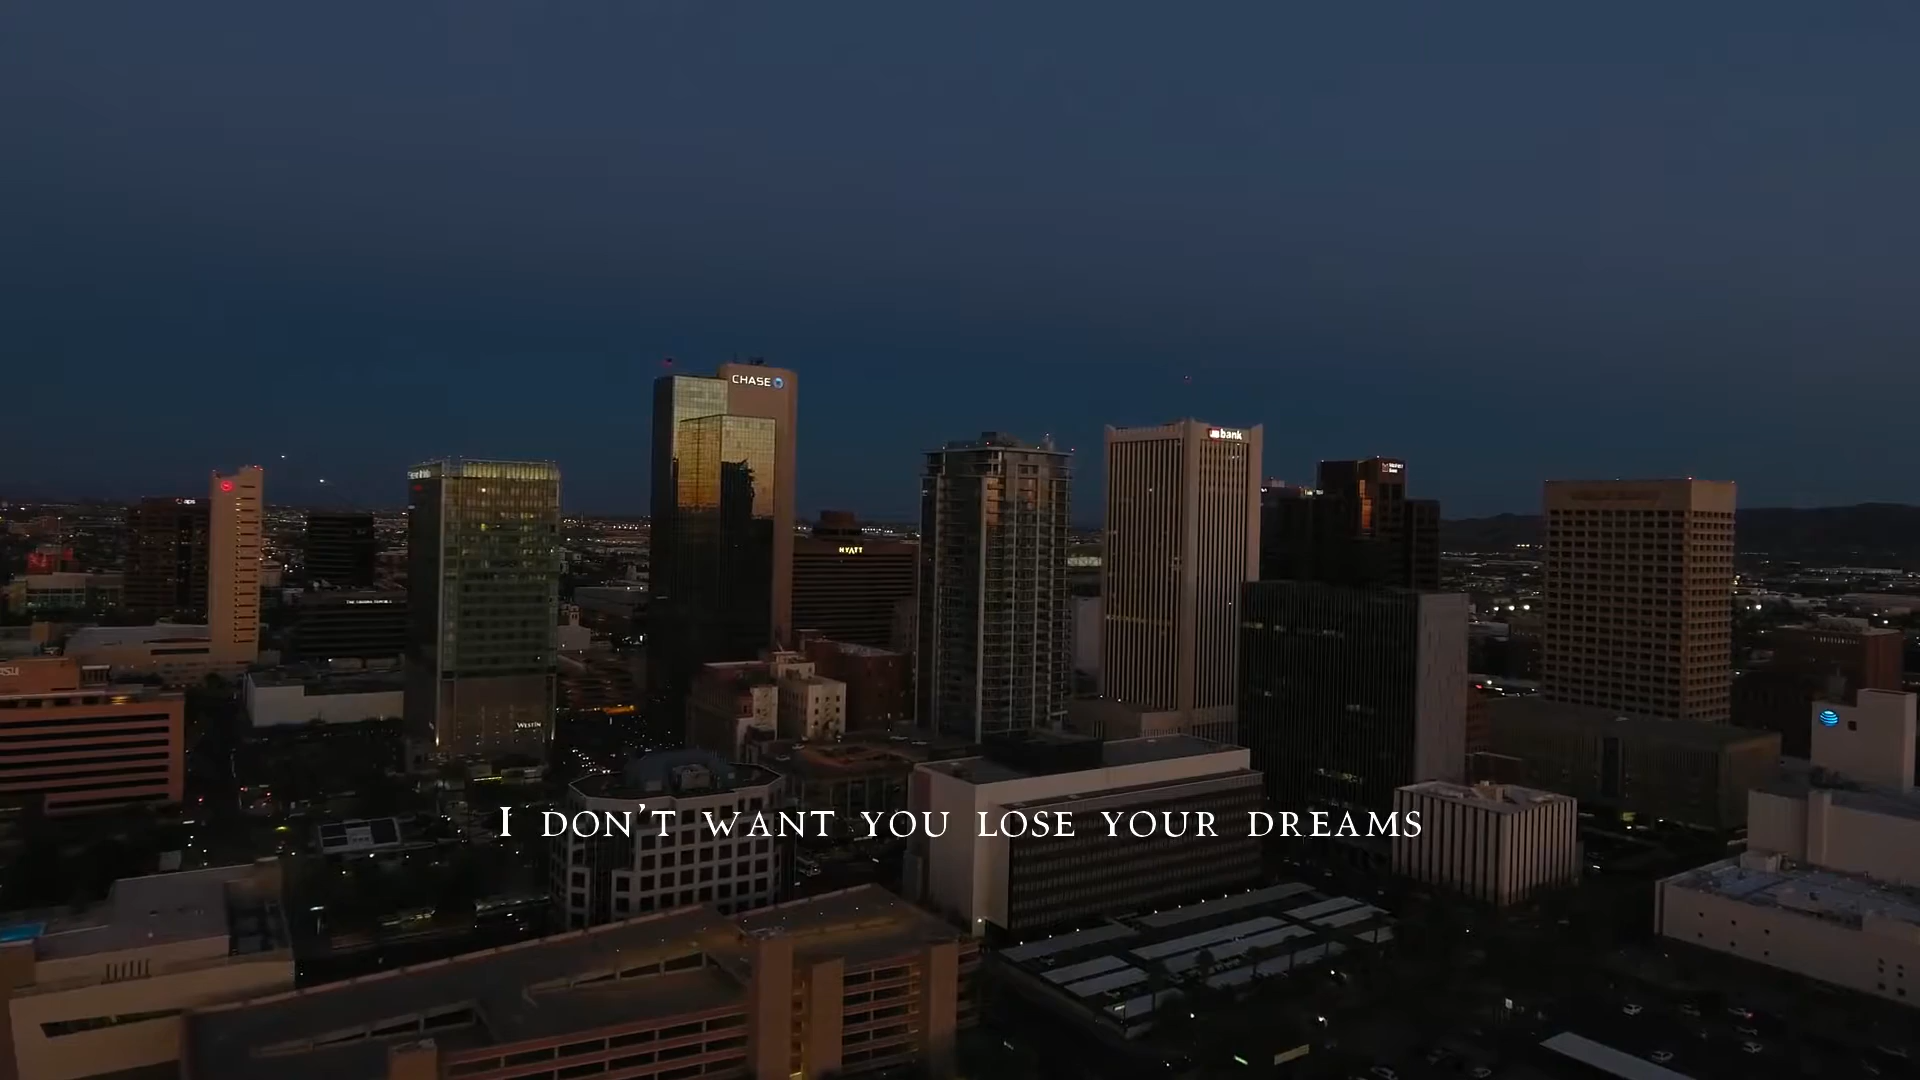 CHASE
bank
HYATT
WESTIN
I DON'T WANT YOU LOSE YOUR DREAMS